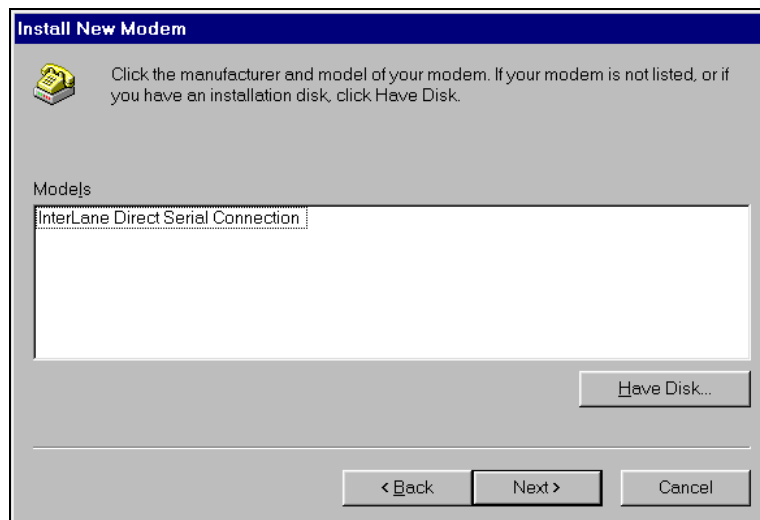 Install New Modem
Click the manufacturer and model of your modem. If your modem is not listed, or if
you have an installation disk, click Have Disk.
Models
InterLane Direct Serial Connection
Have Disk...
< Back
Next >
Cancel